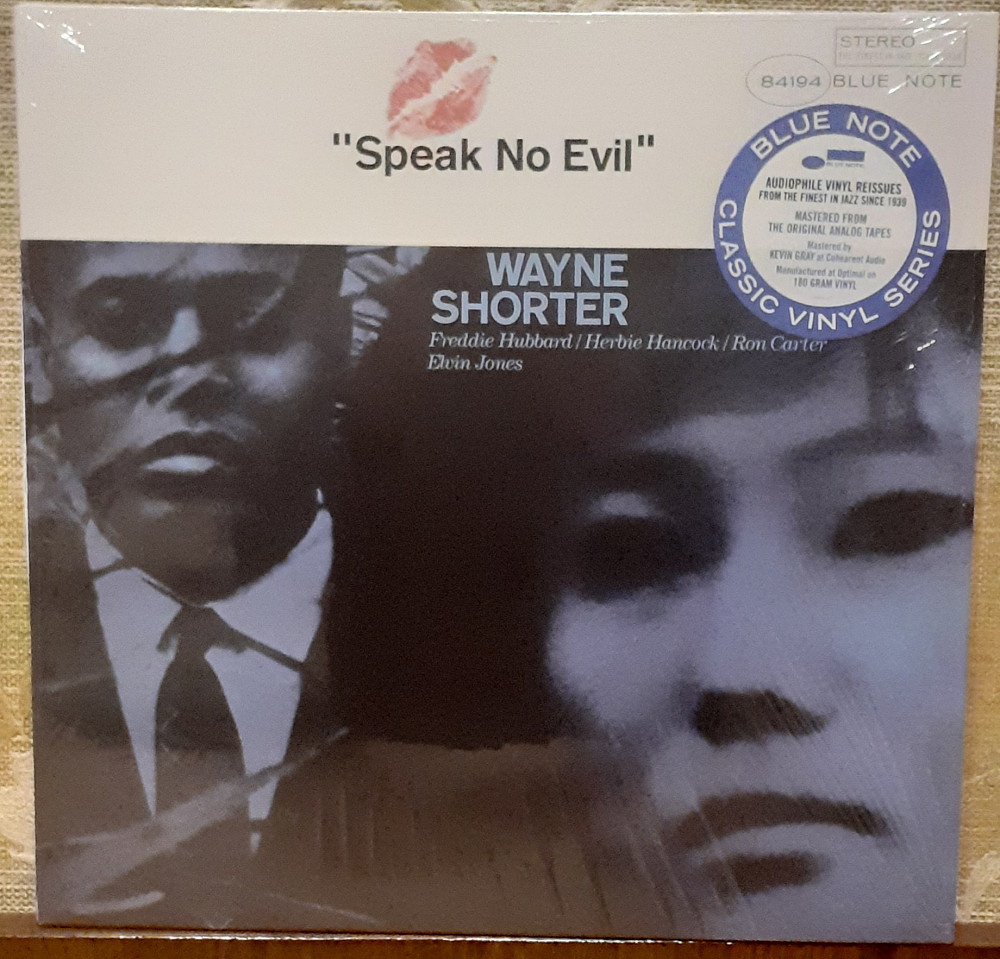 STEREO
84194 BLUE NOTE
"Speak No Evil"
BLUE NOTE
BLUE NOTE
AUDIOPHILE VINYL REISSUES
FROM THE FINEST IN JAZZ SINCE 1939
MASTERED FROM
THE ORIGINAL ANALOG TAPES
Mastered by
KEVIN GRAY at Cohearent Audio
Manufactured at Optimal on
180 GRAM VINYL
CLASSIC VINYL SERIES
WAYNE
SHORTER
Freddie Hubbard / Herbie Hancock / Ron Carter
Elvin Jones